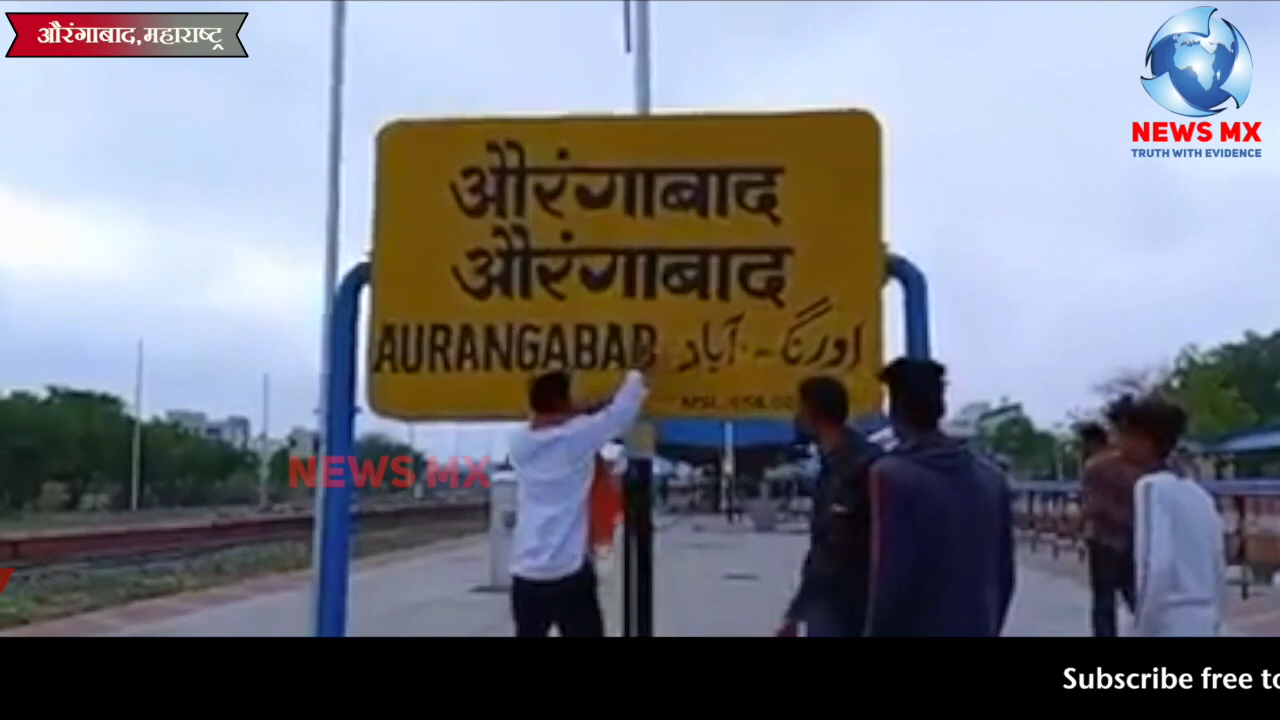 औरंगाबाद,महाराष्ट्र
NEWS MX
TRUTH WITH EVIDENCE
औरंगाबाद
औरंगाबाद
AURANGABAD اورنگ - آباد
NEWS MX
Subscribe free to